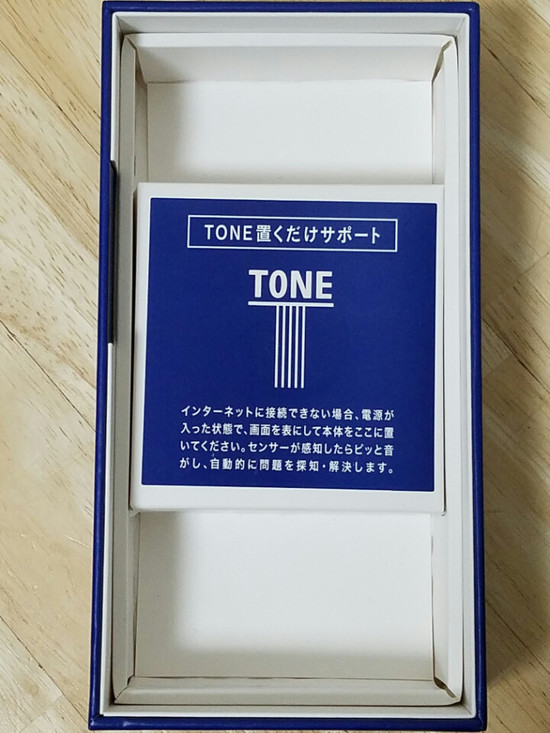 TONE置くだけサポート
TONE
インターネットに接続できない場合、電源が
入った状態で、画面を表にして本体をここに置
いてください。センサーが感知したらピッと音
がし、自動的に問題を探知・解決します。